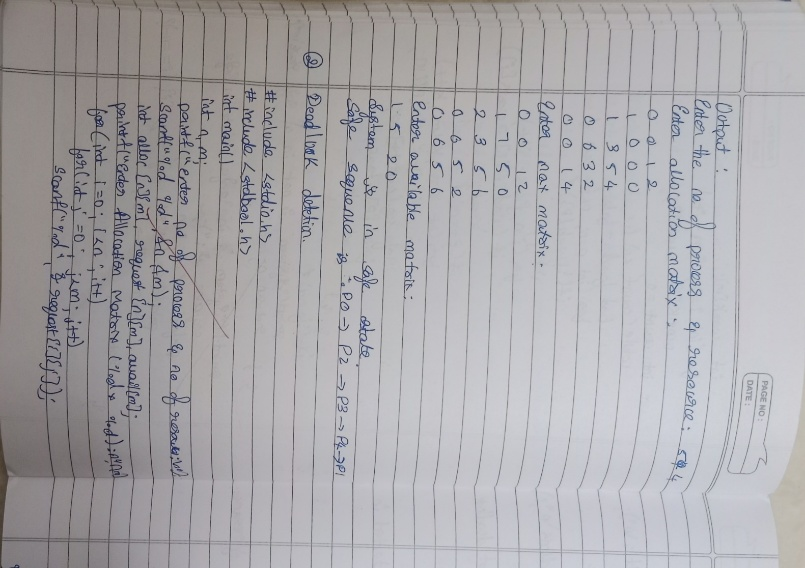 PAGE NO :
DATE :
Output :
Enter the no of process & resource : 5 4
Enter allocation matrix :
0 0 1 2
1 0 0 0
1 3 5 4
0 6 3 2
0 0 1 4
Enter max matrix :
0 0 1 2
1 7 5 0
2 3 5 6
0 6 5 2
0 6 5 6
Enter available matrix :
1 5 2 0
System is in safe state.
Safe sequence is : P0 → P2 → P3 → P4 → P1
② Deadlock detetion.
#include <stdio.h>
#include <stdbool.h>
int main()
int n, m;
printf("enter no of process & no of
scanf("%d %d" &n &m);
int alloc [n][m], request [n][m], avail[m];
printf("enter Allocation Matrix (%d x %d):
for(int i=0; i<n; i++)
for(int j=0; j<m; j++)
scanf("%d", & request[i][j]);